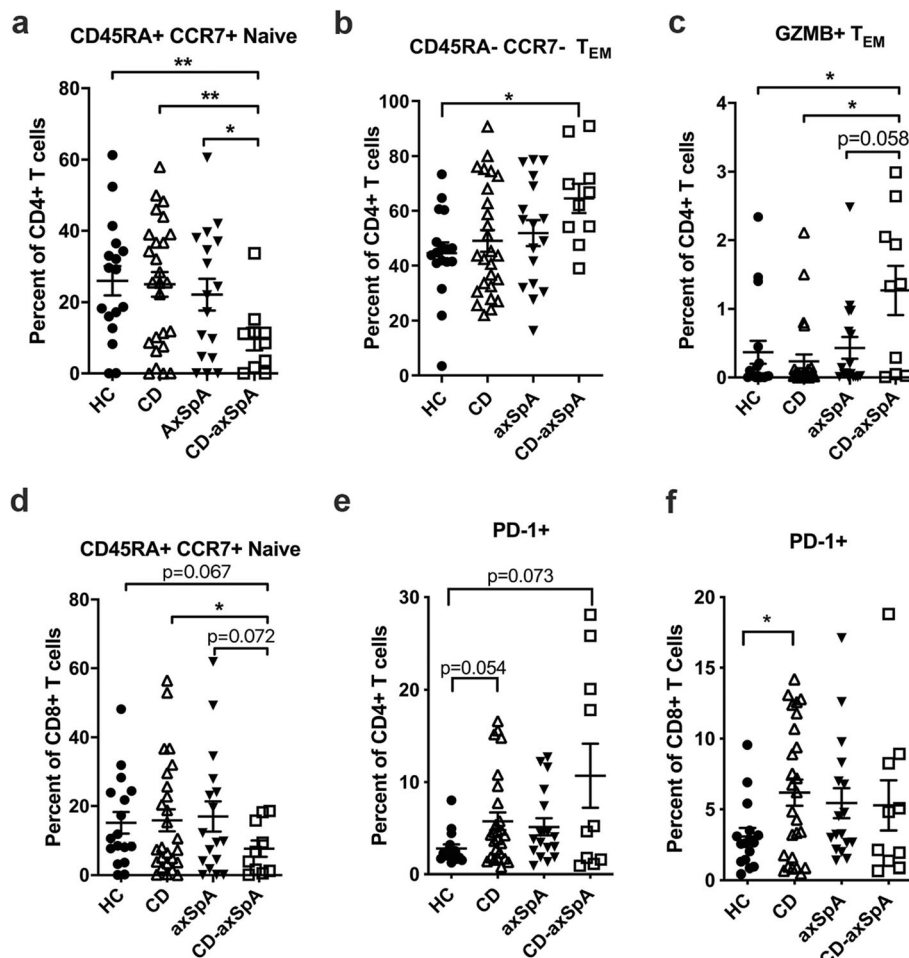 a
CD45RA+ CCR7+ Naive
**
**
*
Percent of CD4+ T cells
80
60
40
20
0
HC
CD
AxSpA
CD-axSpA
b
CD45RA- CCR7- TEM
*
Percent of CD4+ T cells
100
80
60
40
20
0
HC
CD
axSpA
CD-axSpA
c
GZMB+ TEM
*
*
p=0.058
Percent of CD4+ T cells
4
3
2
1
0
HC
CD
axSpA
CD-axSpA
d
CD45RA+ CCR7+ Naive
p=0.067
*
p=0.072
Percent of CD8+ T cells
80
60
40
20
0
HC
CD
axSpA
CD-axSpA
e
PD-1+
p=0.073
p=0.054
Percent of CD4+ T cells
30
20
10
0
HC
CD
axSpA
CD-axSpA
f
PD-1+
*
Percent of CD8+ T Cells
20
15
10
5
0
HC
CD
axSpA
CD-axSpA